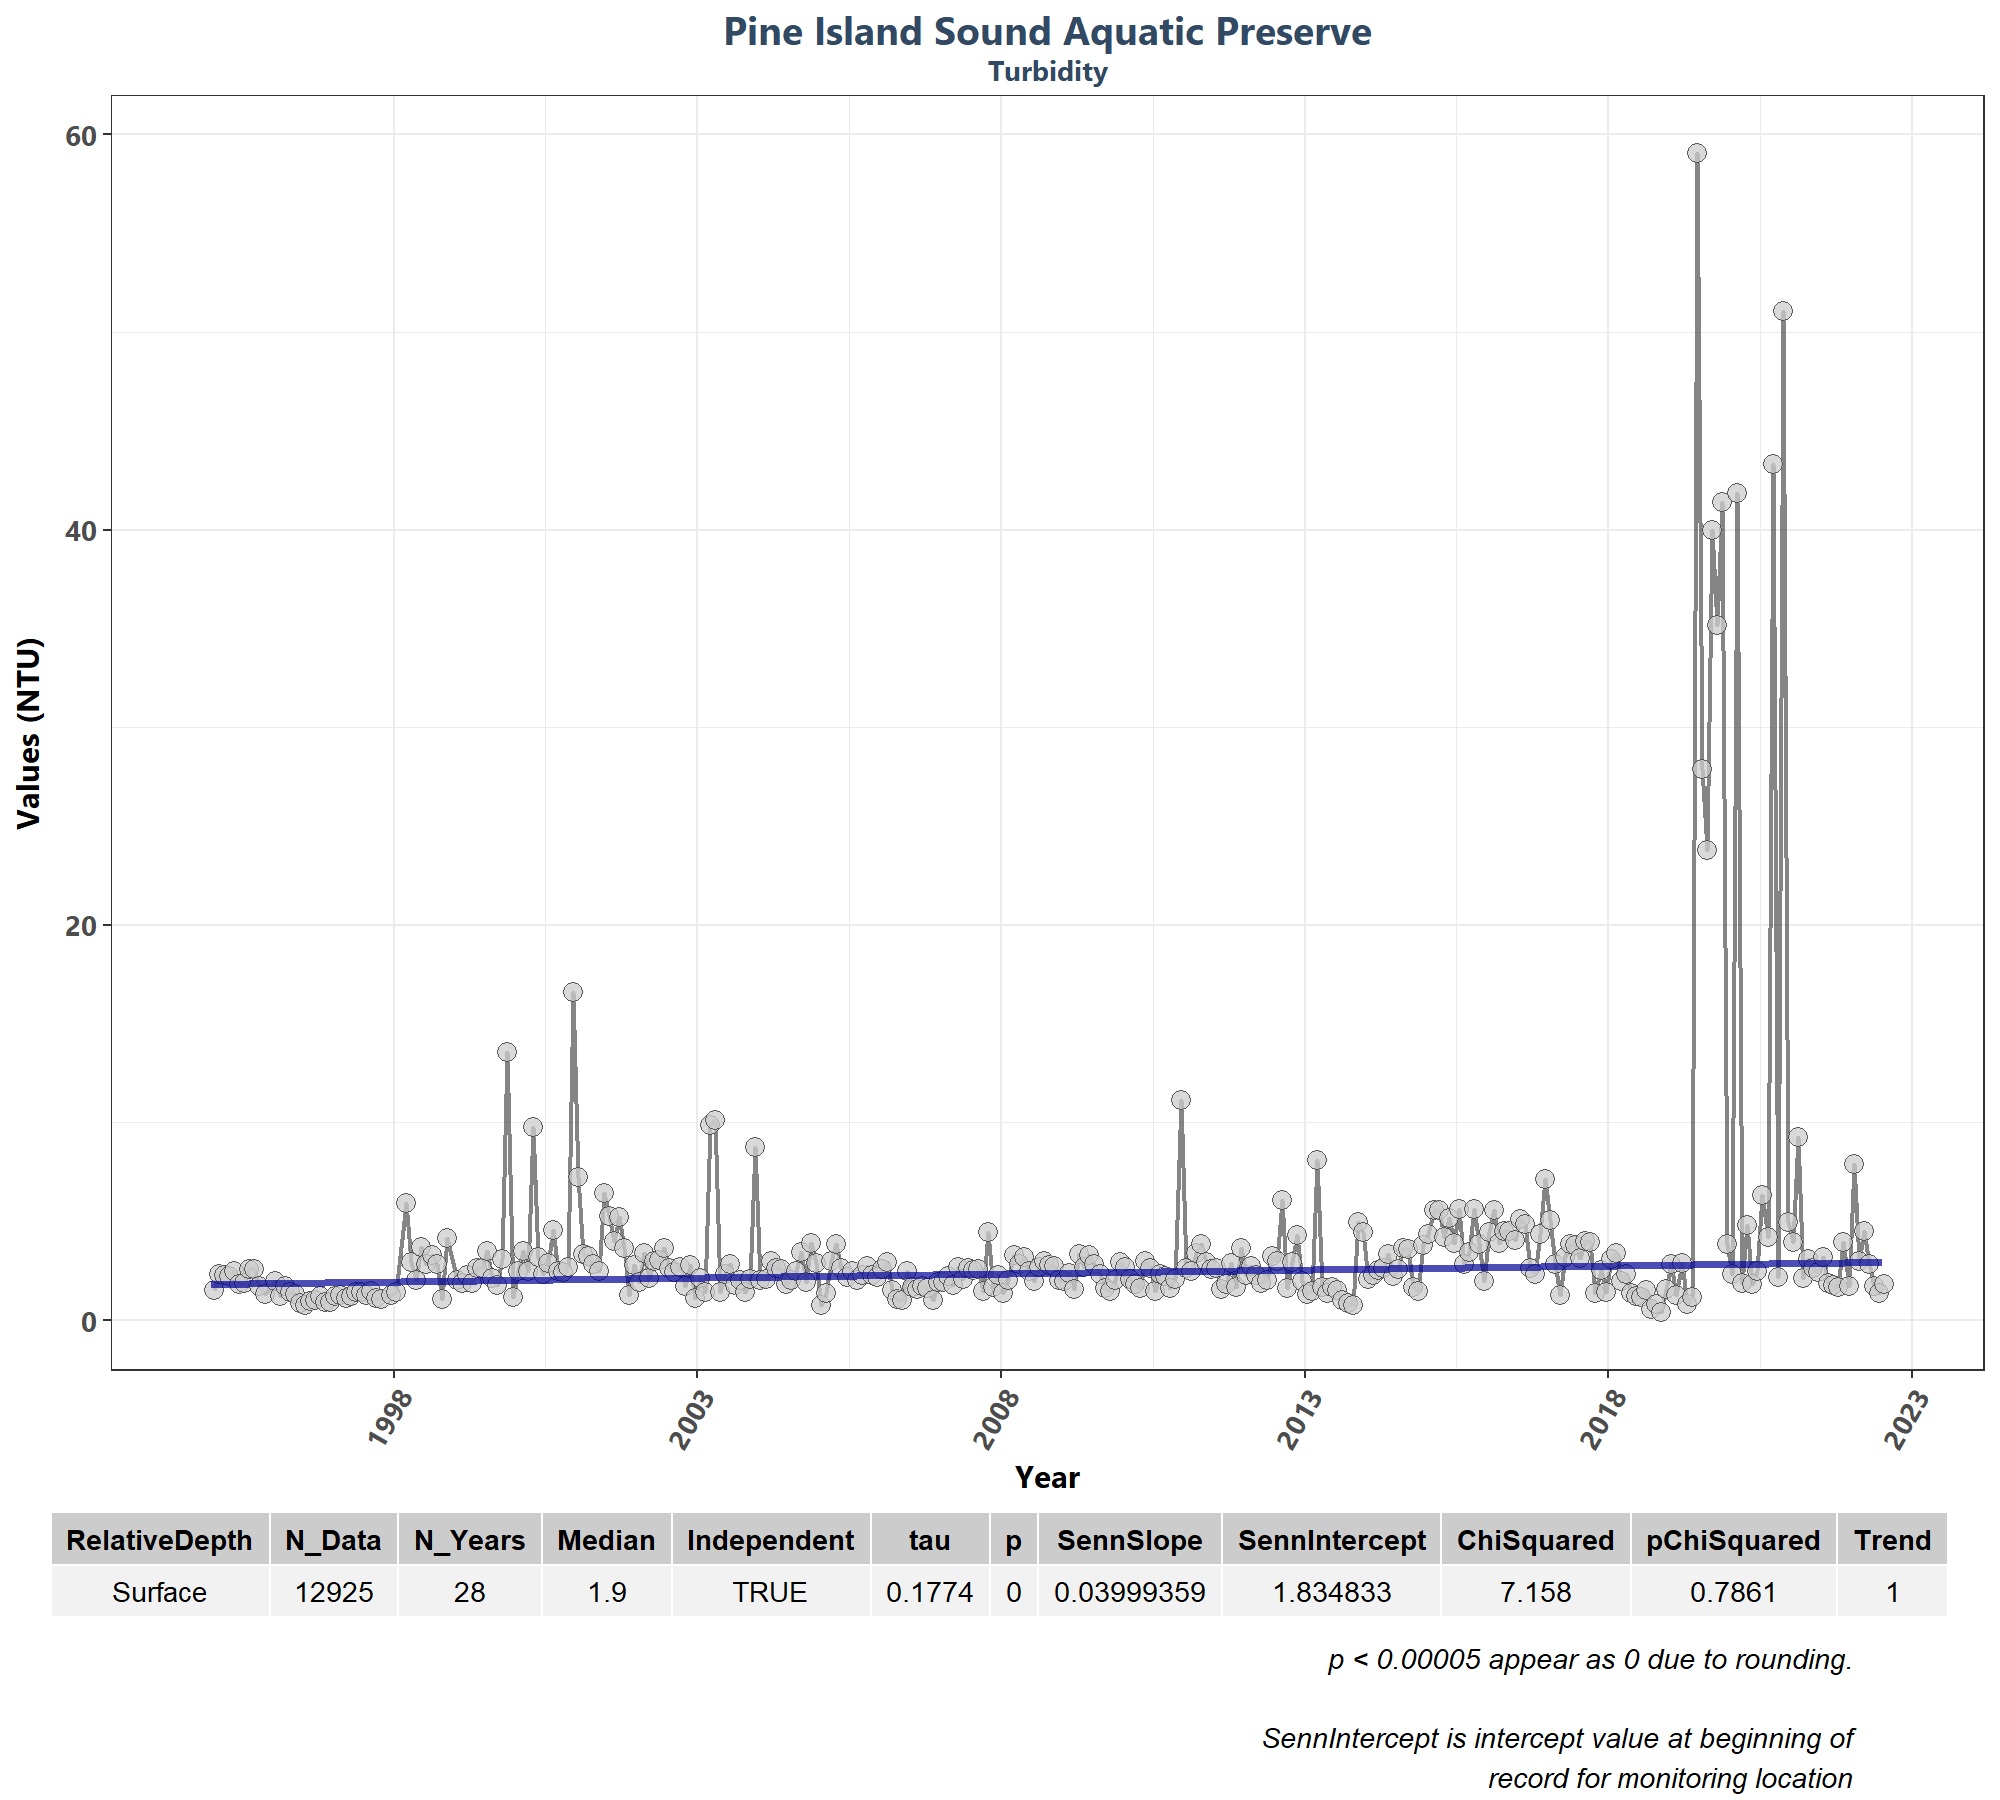 Pine Island Sound Aquatic Preserve
Turbidity
60
40
20
0
Values (NTU)
1998
2003
2008
2013
2018
2023
Year
RelativeDepth N_Data N_Years Median Independent tau p SennSlope SennIntercept ChiSquared pChiSquared Trend
Surface 12925 28 1.9 TRUE 0.1774 0 0.03999359 1.834833 7.158 0.7861 1
p < 0.00005 appear as 0 due to rounding.
SennIntercept is intercept value at beginning of
record for monitoring location